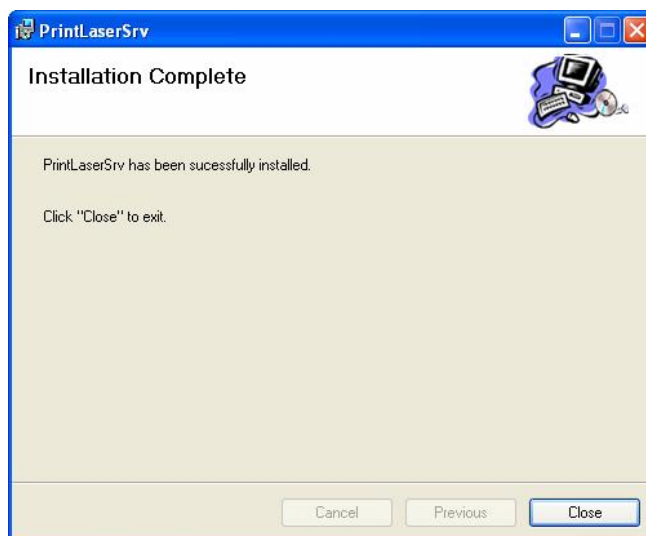 PrintLaserSrv
Installation Complete
PrintLaserSrv has been sucessfully installed.
Click "Close" to exit.
Cancel
Previous
Close